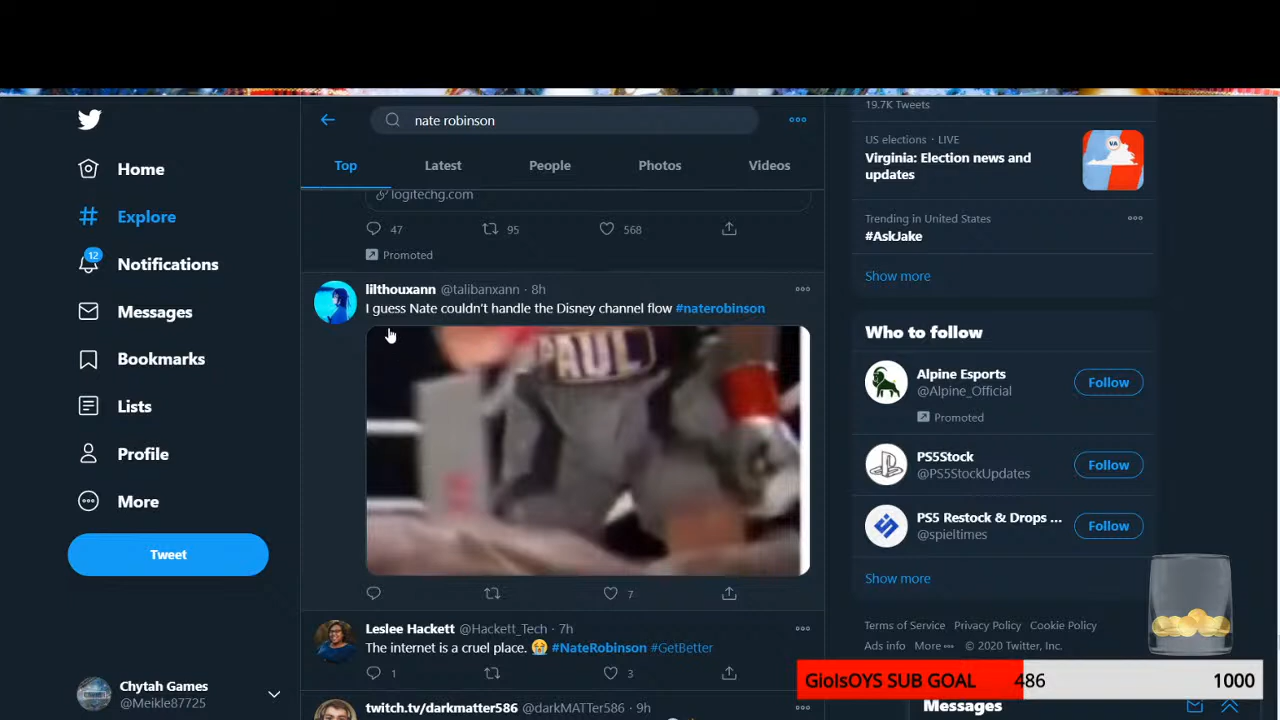 nate robinson
Top
Latest
People
Photos
Videos
Home
Explore
12
Notifications
Messages
Bookmarks
Lists
Profile
More
Tweet
Chytah Games
@Meikle87725
logitechg.com
47
95
568
Promoted
lilthouxann @talibanxann · 8h
I guess Nate couldn't handle the Disney channel flow #naterobinson
PAUL
7
Leslee Hackett @Hackett_Tech · 7h
The internet is a cruel place. 😭 #NateRobinson #GetBetter
1
3
twitch.tv/darkmatter586 @darkMATTer586 · 9h
19.7K Tweets
US elections · LIVE
Virginia: Election news and
updates
VA
Trending in United States
#AskJake
Show more
Who to follow
Alpine Esports
@Alpine_Official
Follow
Promoted
PS5Stock
@PS5StockUpdates
Follow
PS5 Restock & Drops ...
@spieltimes
Follow
Show more
Terms of Service Privacy Policy Cookie Policy
Ads info More ··· © 2020 Twitter, Inc.
GioIsOYS SUB GOAL 486 1000
Messages